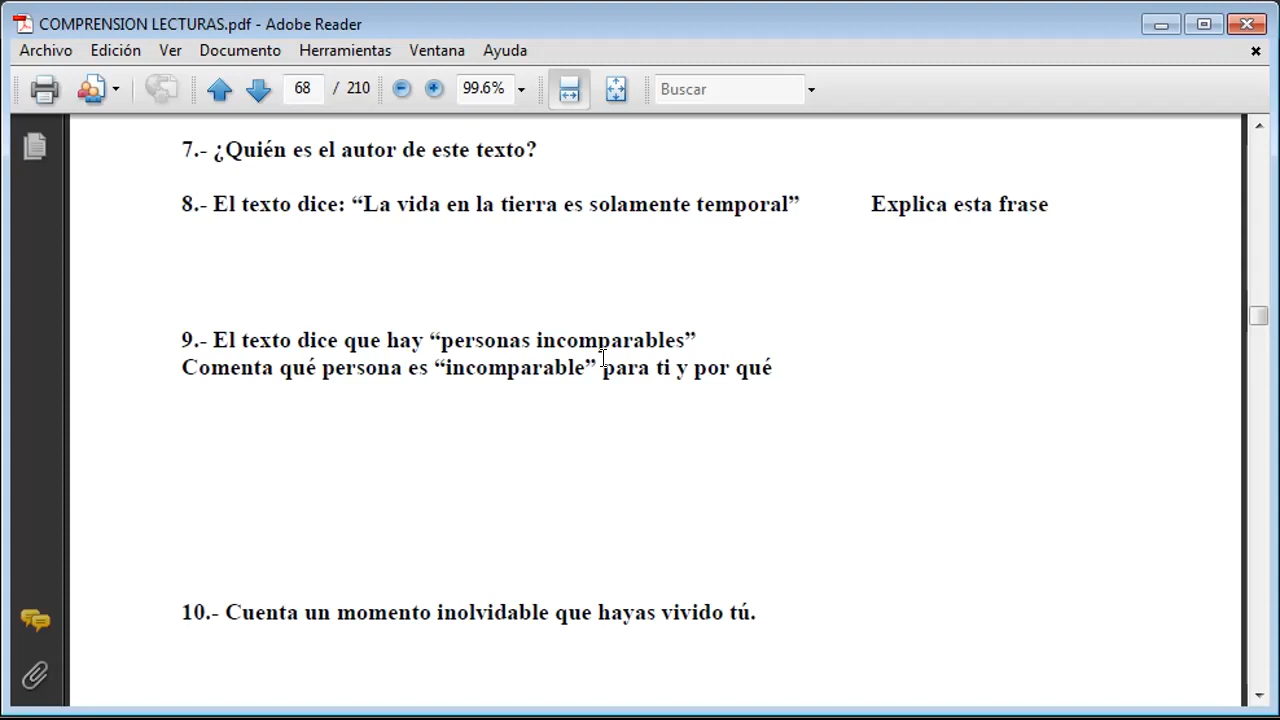 COMPRENSION LECTURAS.pdf - Adobe Reader
Archivo Edición Ver Documento Herramientas Ventana Ayuda
68 / 210 99.6% Buscar
7.- ¿Quién es el autor de este texto?
8.- El texto dice: “La vida en la tierra es solamente temporal” Explica esta frase
9.- El texto dice que hay “personas incomparables”
Comenta qué persona es “incomparable” para ti y por qué
10.- Cuenta un momento inolvidable que hayas vivido tú.